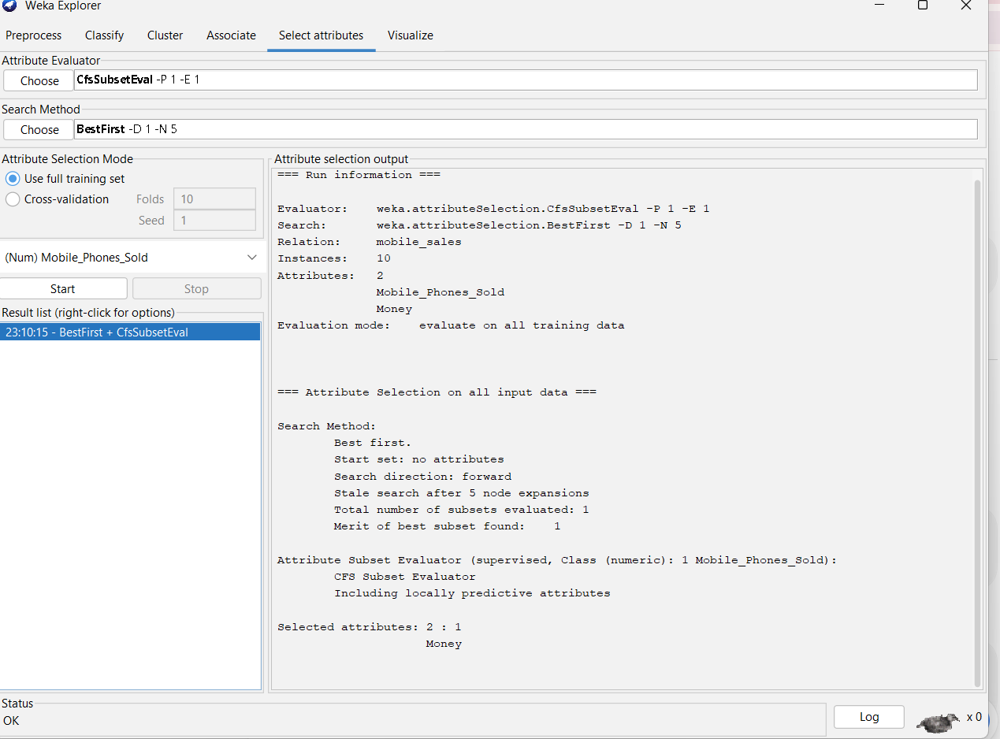 Weka Explorer
Preprocess Classify Cluster Associate Select attributes Visualize
Attribute Evaluator
Choose CfsSubsetEval -P 1 -E 1
Search Method
Choose BestFirst -D 1 -N 5
Attribute Selection Mode
Use full training set
Cross-validation Folds 10
Seed 1
(Num) Mobile_Phones_Sold
Start Stop
Result list (right-click for options)
23:10:15 - BestFirst + CfsSubsetEval
Attribute selection output
=== Run information ===
Evaluator: weka.attributeSelection.CfsSubsetEval -P 1 -E 1
Search: weka.attributeSelection.BestFirst -D 1 -N 5
Relation: mobile_sales
Instances: 10
Attributes: 2
Mobile_Phones_Sold
Money
Evaluation mode: evaluate on all training data
=== Attribute Selection on all input data ===
Search Method:
Best first.
Start set: no attributes
Search direction: forward
Stale search after 5 node expansions
Total number of subsets evaluated: 1
Merit of best subset found: 1
Attribute Subset Evaluator (supervised, Class (numeric): 1 Mobile_Phones_Sold):
CFS Subset Evaluator
Including locally predictive attributes
Selected attributes: 2 : 1
Money
Status
OK
Log x 0